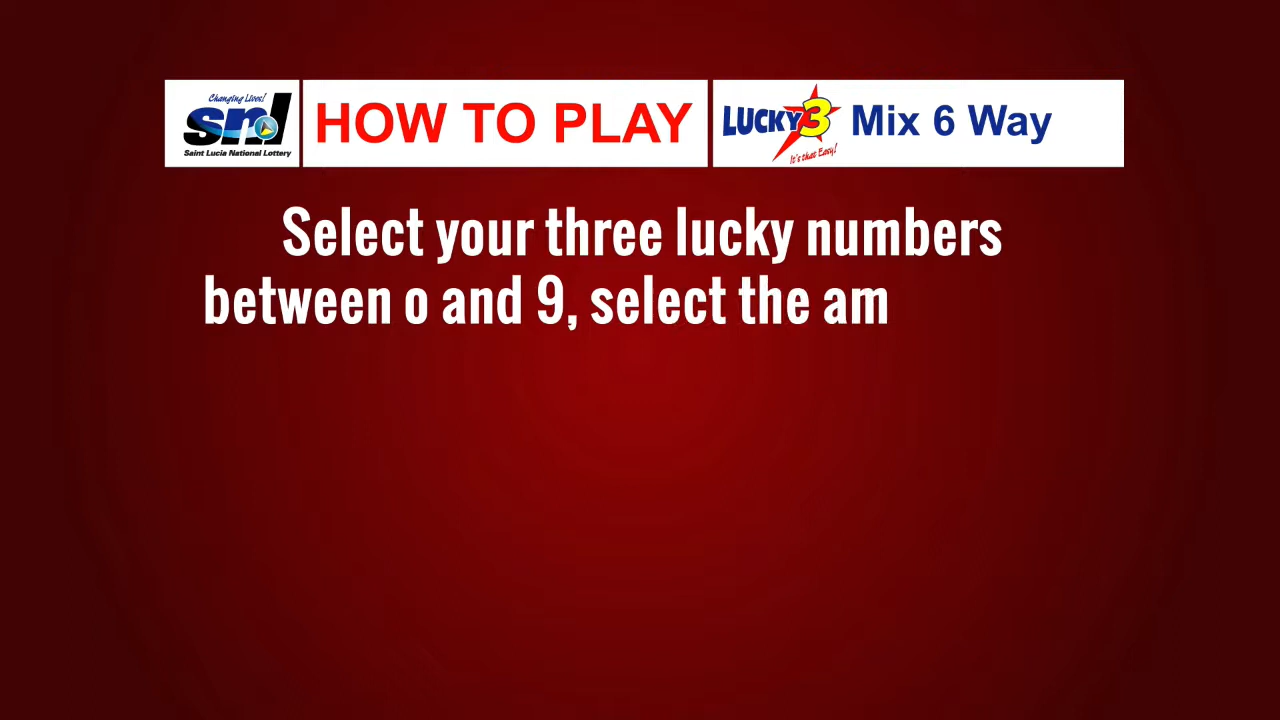 Changing Lives!
snl
Saint Lucia National Lottery
HOW TO PLAY
LUCKY 3
It's that Easy!
Mix 6 Way
Select your three lucky numbers
between o and 9, select the am